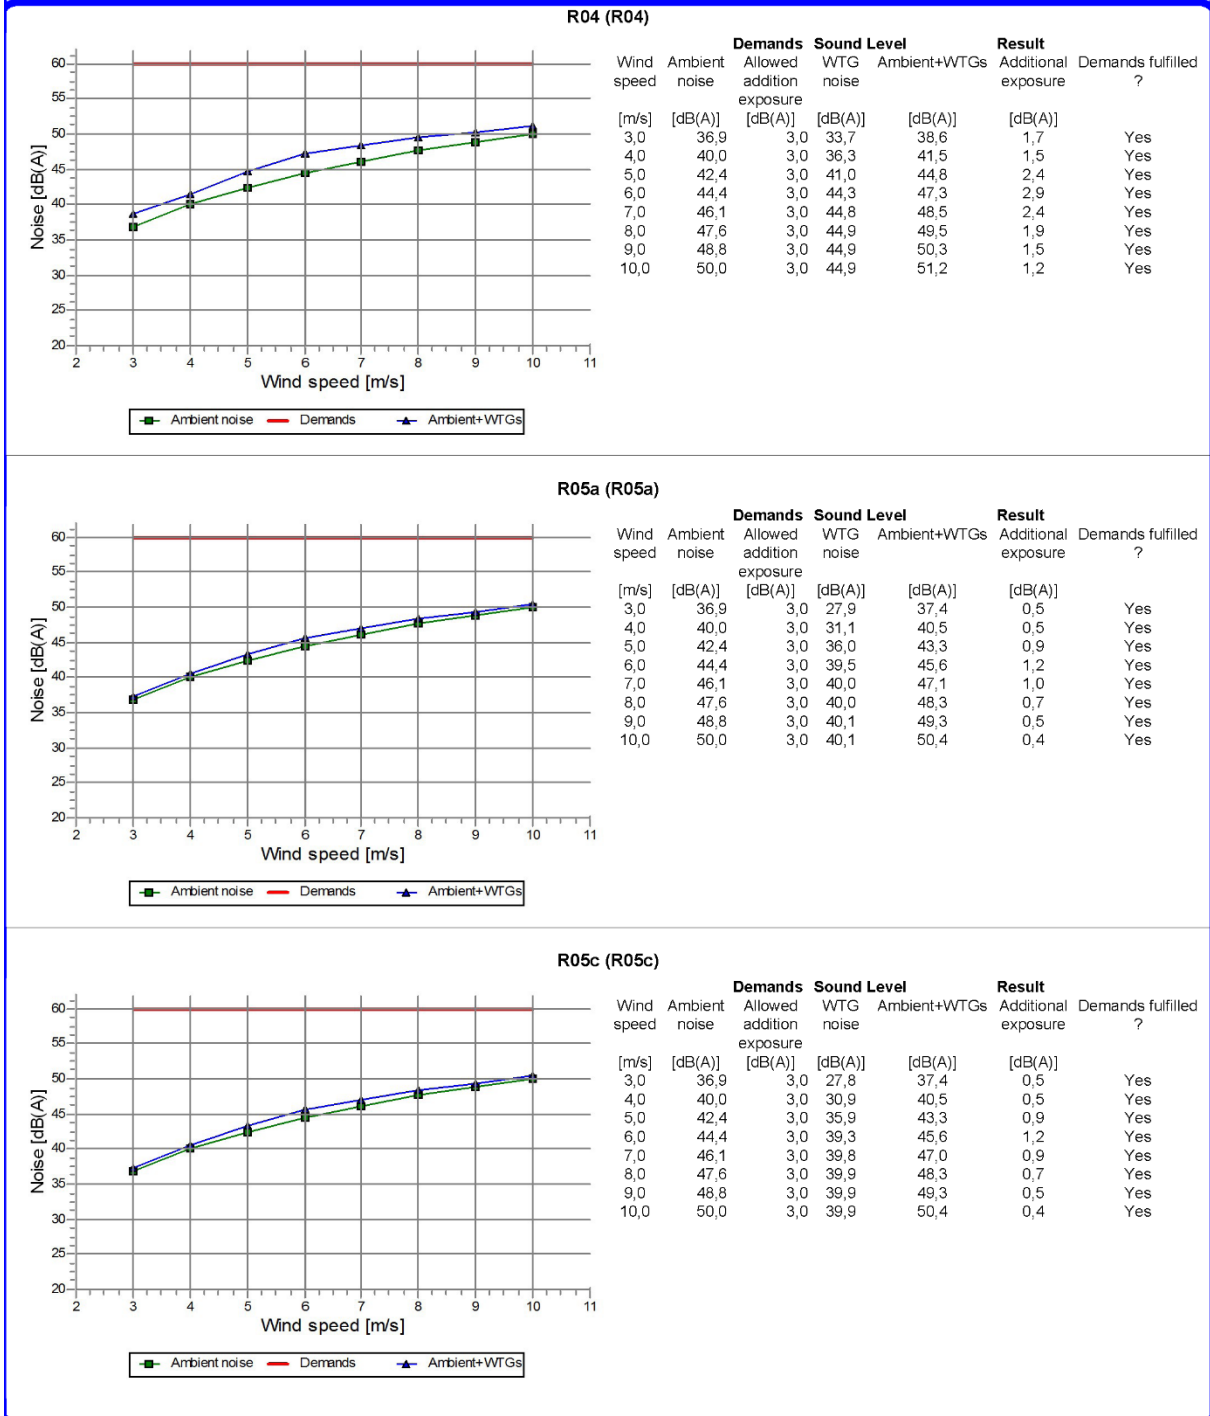 R04 (R04)
60
55
50
45
40
35
30
25
20
Noise [dB(A)]
2 3 4 5 6 7 8 9 10 11
Wind speed [m/s]
Ambient noise Demands Ambient+WTGs
Demands Sound Level Result
Wind Ambient Allowed WTG Ambient+WTGs Additional Demands fulfilled
speed noise addition noise exposure ?
exposure
[m/s] [dB(A)] [dB(A)] [dB(A)] [dB(A)] [dB(A)]
3,0 36,9 3,0 33,7 38,6 1,7 Yes
4,0 40,0 3,0 36,3 41,5 1,5 Yes
5,0 42,4 3,0 41,0 44,8 2,4 Yes
6,0 44,4 3,0 44,3 47,3 2,9 Yes
7,0 46,1 3,0 44,8 48,5 2,4 Yes
8,0 47,6 3,0 44,9 49,5 1,9 Yes
9,0 48,8 3,0 44,9 50,3 1,5 Yes
10,0 50,0 3,0 44,9 51,2 1,2 Yes
R05a (R05a)
60
55
50
45
40
35
30
25
20
Noise [dB(A)]
2 3 4 5 6 7 8 9 10 11
Wind speed [m/s]
Ambient noise Demands Ambient+WTGs
Demands Sound Level Result
Wind Ambient Allowed WTG Ambient+WTGs Additional Demands fulfilled
speed noise addition noise exposure ?
exposure
[m/s] [dB(A)] [dB(A)] [dB(A)] [dB(A)] [dB(A)]
3,0 36,9 3,0 27,9 37,4 0,5 Yes
4,0 40,0 3,0 31,1 40,5 0,5 Yes
5,0 42,4 3,0 36,0 43,3 0,9 Yes
6,0 44,4 3,0 39,5 45,6 1,2 Yes
7,0 46,1 3,0 40,0 47,1 1,0 Yes
8,0 47,6 3,0 40,0 48,3 0,7 Yes
9,0 48,8 3,0 40,1 49,3 0,5 Yes
10,0 50,0 3,0 40,1 50,4 0,4 Yes
R05c (R05c)
60
55
50
45
40
35
30
25
20
Noise [dB(A)]
2 3 4 5 6 7 8 9 10 11
Wind speed [m/s]
Ambient noise Demands Ambient+WTGs
Demands Sound Level Result
Wind Ambient Allowed WTG Ambient+WTGs Additional Demands fulfilled
speed noise addition noise exposure ?
exposure
[m/s] [dB(A)] [dB(A)] [dB(A)] [dB(A)] [dB(A)]
3,0 36,9 3,0 27,8 37,4 0,5 Yes
4,0 40,0 3,0 30,9 40,5 0,5 Yes
5,0 42,4 3,0 35,9 43,3 0,9 Yes
6,0 44,4 3,0 39,3 45,6 1,2 Yes
7,0 46,1 3,0 39,8 47,0 0,9 Yes
8,0 47,6 3,0 39,9 48,3 0,7 Yes
9,0 48,8 3,0 39,9 49,3 0,5 Yes
10,0 50,0 3,0 39,9 50,4 0,4 Yes